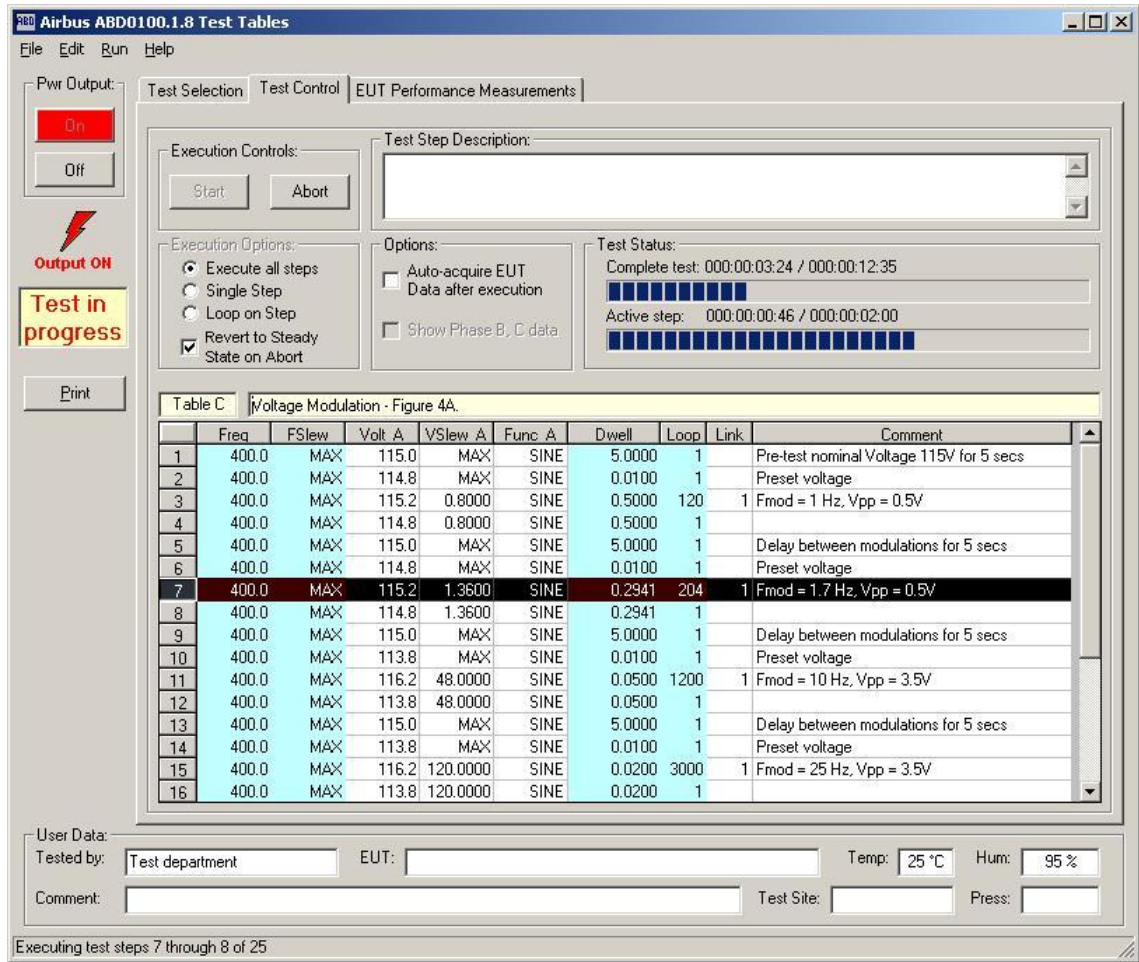 ABD Airbus ABD0100.1.8 Test Tables
File Edit Run Help
Pwr Output:
On
Off
Output ON
Test in
progress
Print
Test Selection Test Control EUT Performance Measurements
Execution Controls:
Start Abort
Test Step Description:
Execution Options:
Execute all steps
Single Step
Loop on Step
Revert to Steady
State on Abort
Options:
Auto-acquire EUT
Data after execution
Show Phase B, C data
Test Status:
Complete test: 000:00:03:24 / 000:00:12:35
Active step: 000:00:00:46 / 000:00:02:00
Table C Voltage Modulation - Figure 4A.
Freq FSlew Volt A VSlew A Func A Dwell Loop Link Comment
1 400.0 MAX 115.0 MAX SINE 5.0000 1 Pre-test nominal Voltage 115V for 5 secs
2 400.0 MAX 114.8 MAX SINE 0.0100 1 Preset voltage
3 400.0 MAX 115.2 0.8000 SINE 0.5000 120 1 Fmod = 1 Hz, Vpp = 0.5V
4 400.0 MAX 114.8 0.8000 SINE 0.5000 1
5 400.0 MAX 115.0 MAX SINE 5.0000 1 Delay between modulations for 5 secs
6 400.0 MAX 114.8 MAX SINE 0.0100 1 Preset voltage
7 400.0 MAX 115.2 1.3600 SINE 0.2941 204 1 Fmod = 1.7 Hz, Vpp = 0.5V
8 400.0 MAX 114.8 1.3600 SINE 0.2941 1
9 400.0 MAX 115.0 MAX SINE 5.0000 1 Delay between modulations for 5 secs
10 400.0 MAX 113.8 MAX SINE 0.0100 1 Preset voltage
11 400.0 MAX 116.2 48.0000 SINE 0.0500 1200 1 Fmod = 10 Hz, Vpp = 3.5V
12 400.0 MAX 113.8 48.0000 SINE 0.0500 1
13 400.0 MAX 115.0 MAX SINE 5.0000 1 Delay between modulations for 5 secs
14 400.0 MAX 113.8 MAX SINE 0.0100 1 Preset voltage
15 400.0 MAX 116.2 120.0000 SINE 0.0200 3000 1 Fmod = 25 Hz, Vpp = 3.5V
16 400.0 MAX 113.8 120.0000 SINE 0.0200 1
User Data:
Tested by: Test department EUT: Temp: 25 °C Hum: 95 %
Comment: Test Site: Press:
Executing test steps 7 through 8 of 25